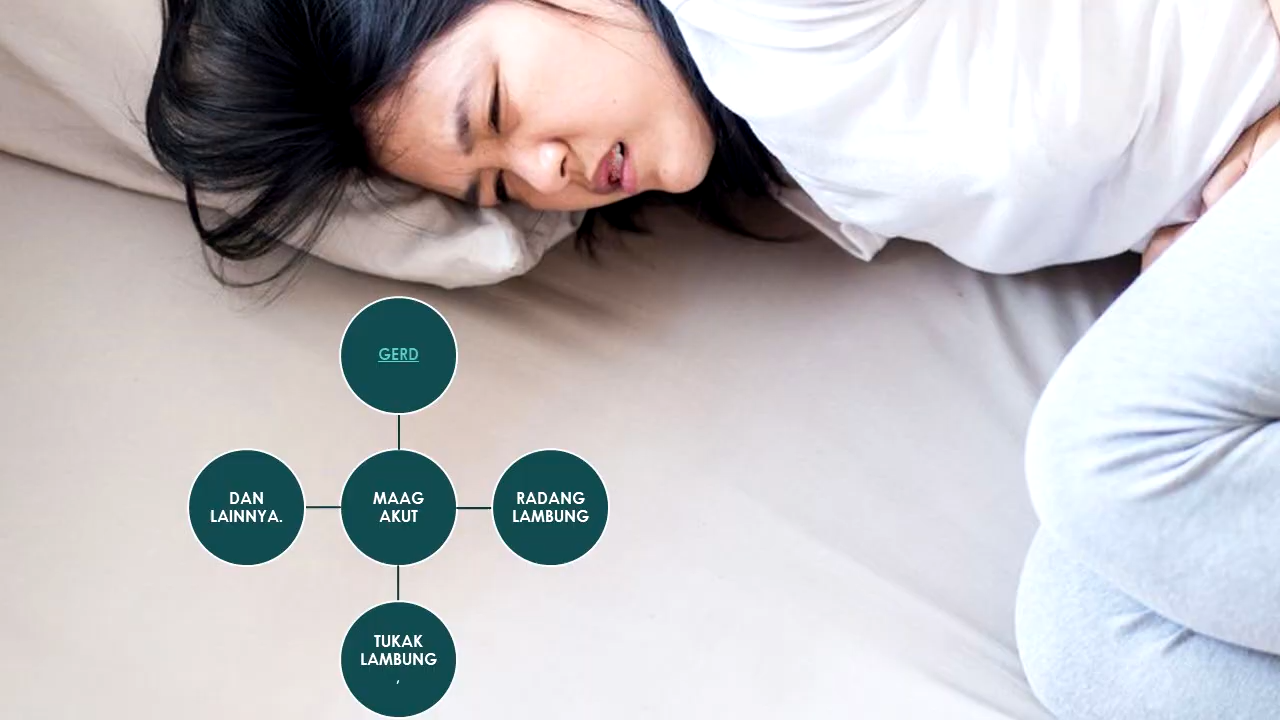 GERD
DAN
LAINNYA.
MAAG
AKUT
RADANG
LAMBUNG
TUKAK
LAMBUNG
,